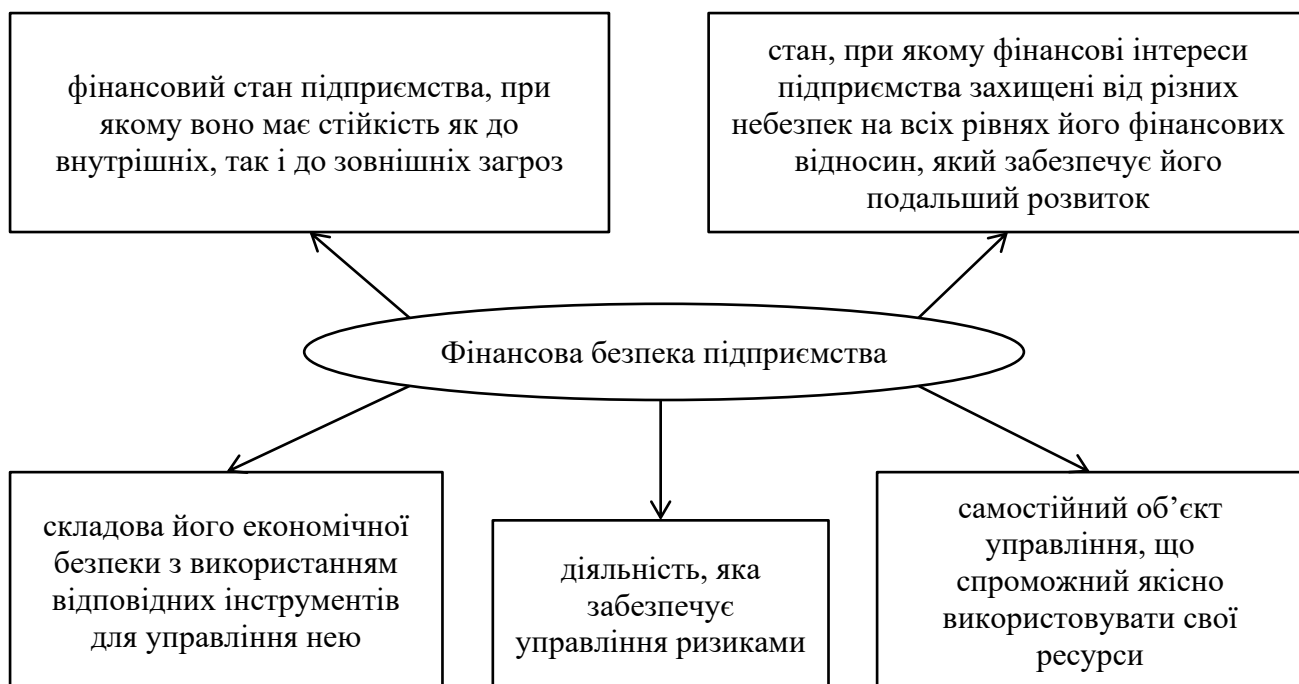 фінансовий стан підприємства, при
якому воно має стійкість як до
внутрішніх, так і до зовнішніх загроз
стан, при якому фінансові інтереси
підприємства захищені від різних
небезпек на всіх рівнях його фінансових
відносин, який забезпечує його
подальший розвиток
Фінансова безпека підприємства
складова його економічної
безпеки з використанням
відповідних інструментів
для управління нею
діяльність, яка
забезпечує
управління ризиками
самостійний об’єкт
управління, що
спроможний якісно
використовувати свої
ресурси